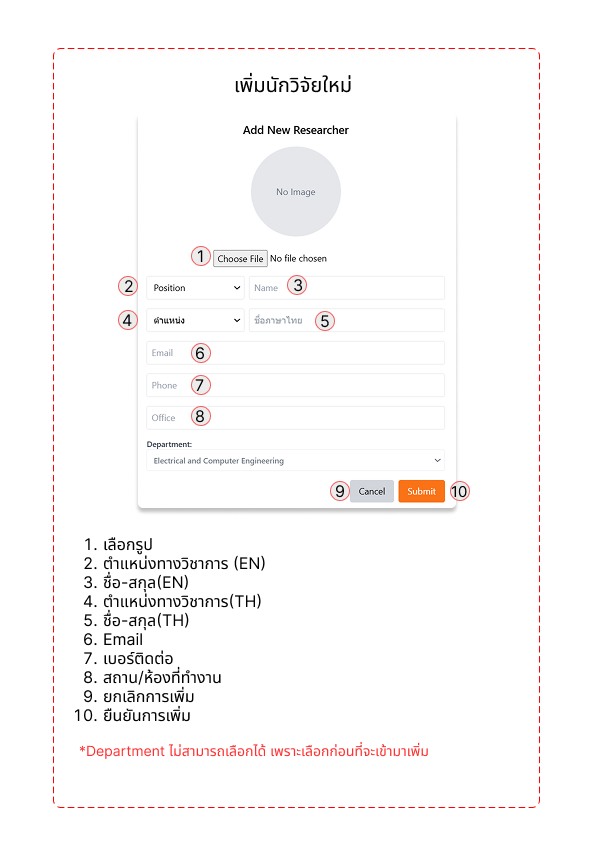 เพิ่มนักวิจัยใหม่
Add New Researcher
No Image
1 Choose File No file chosen
2 Position Name 3
4 ตำแหน่ง ชื่อภาษาไทย 5
Email 6
Phone 7
Office 8
Department:
Electrical and Computer Engineering
9 Cancel Submit 10
1. เลือกรูป
2. ตำแหน่งทางวิชาการ (EN)
3. ชื่อ-สกุล(EN)
4. ตำแหน่งทางวิชาการ(TH)
5. ชื่อ-สกุล(TH)
6. Email
7. เบอร์ติดต่อ
8. สถาน/ห้องที่ทำงาน
9. ยกเลิกการเพิ่ม
10. ยืนยันการเพิ่ม
*Department ไม่สามารถเลือกได้ เพราะเลือกก่อนที่จะเข้ามาเพิ่ม